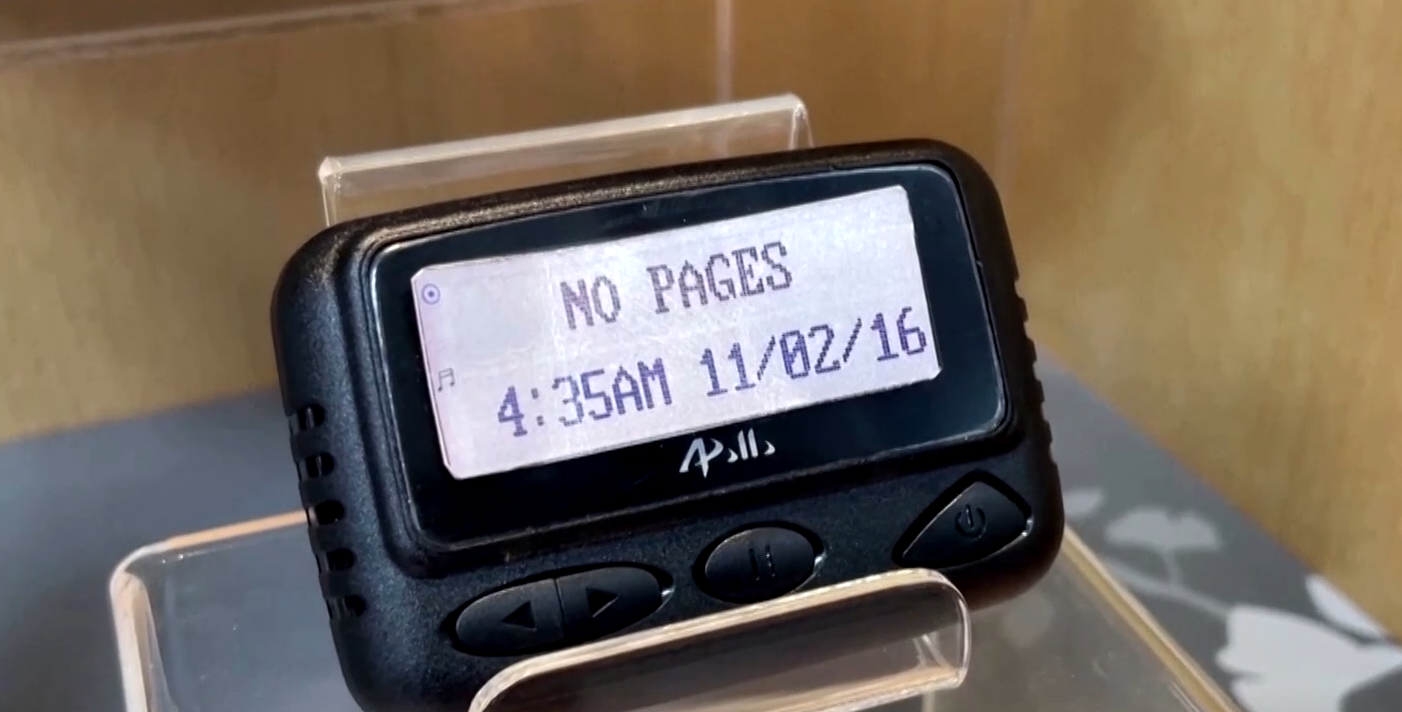 NO PAGES
4:35AM 11/02/16
Apollo